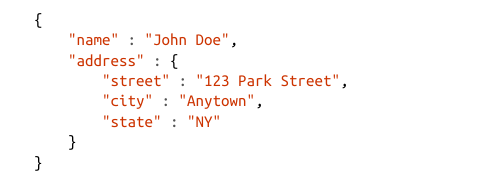 {
"name" : "John Doe",
"address" : {
"street" : "123 Park Street",
"city" : "Anytown",
"state" : "NY"
}
}